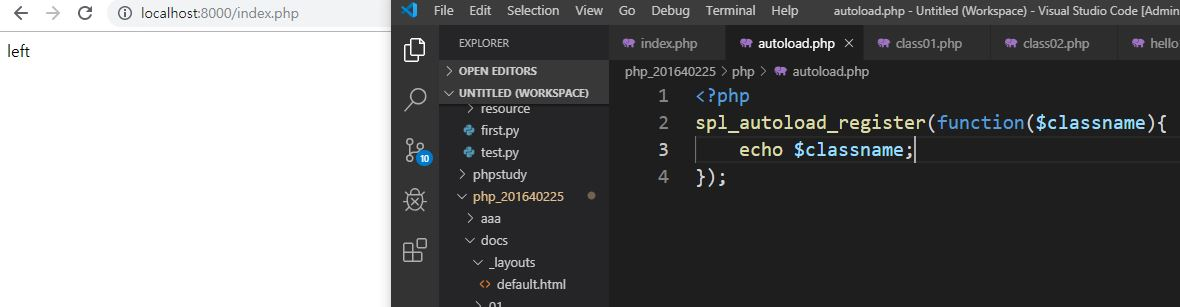 localhost:8000/index.php
left
File Edit Selection View Go Debug Terminal Help autoload.php - Untitled (Workspace) - Visual Studio Code [Admin
EXPLORER
OPEN EDITORS
UNTITLED (WORKSPACE)
resource
first.py
test.py
phpstudy
php_201640225
aaa
docs
_layouts
default.html
01
10
index.php autoload.php class01.php class02.php hello
php_201640225 > php > autoload.php
1 <?php
2 spl_autoload_register(function($classname){
3 echo $classname;
4 });